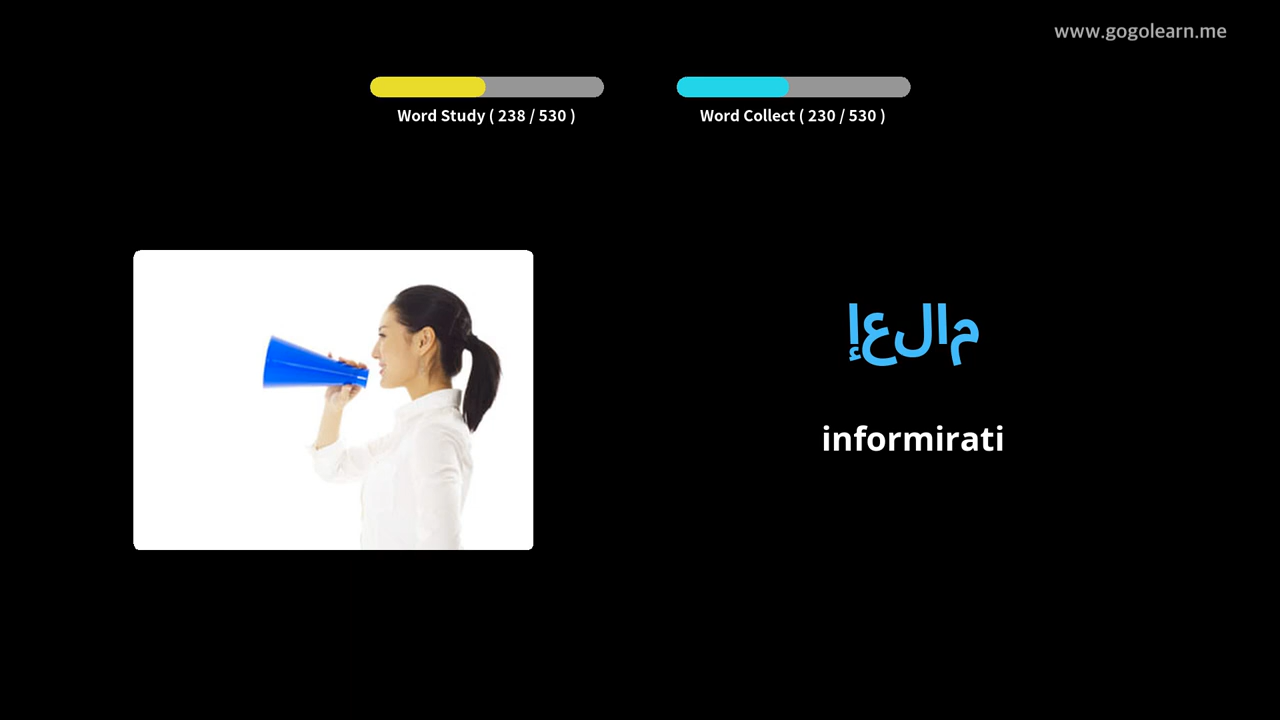 www.gogolearn.me
Word Study ( 238 / 530 )
Word Collect ( 230 / 530 )
إعلام
informirati